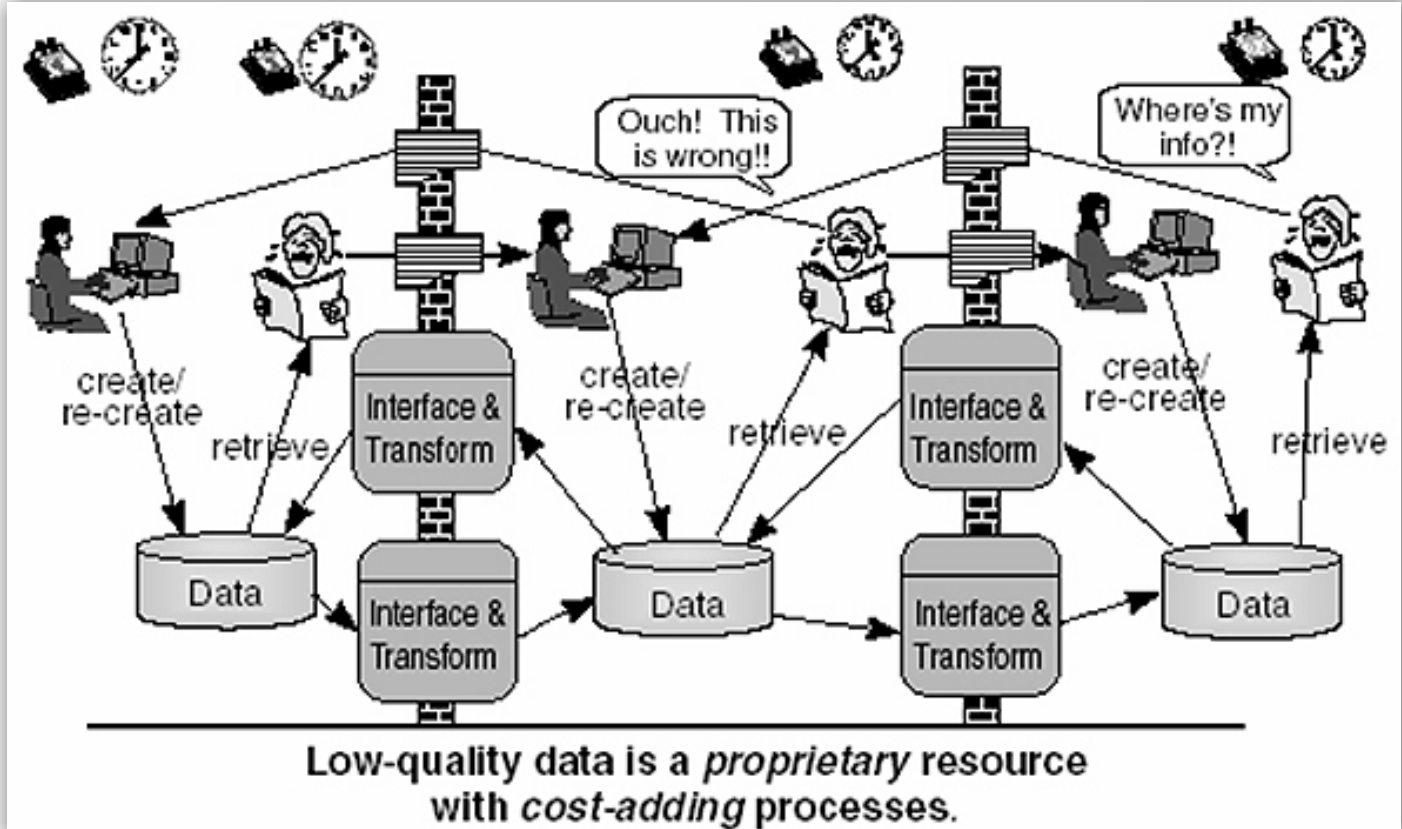 Ouch! This
is wrong!!
Where's my
info?!
create/
re-create
retrieve
Interface &
Transform
create/
re-create
retrieve
Interface &
Transform
create/
re-create
retrieve
Data
Interface &
Transform
Data
Interface &
Transform
Data
Low-quality data is a proprietary resource
with cost-adding processes.